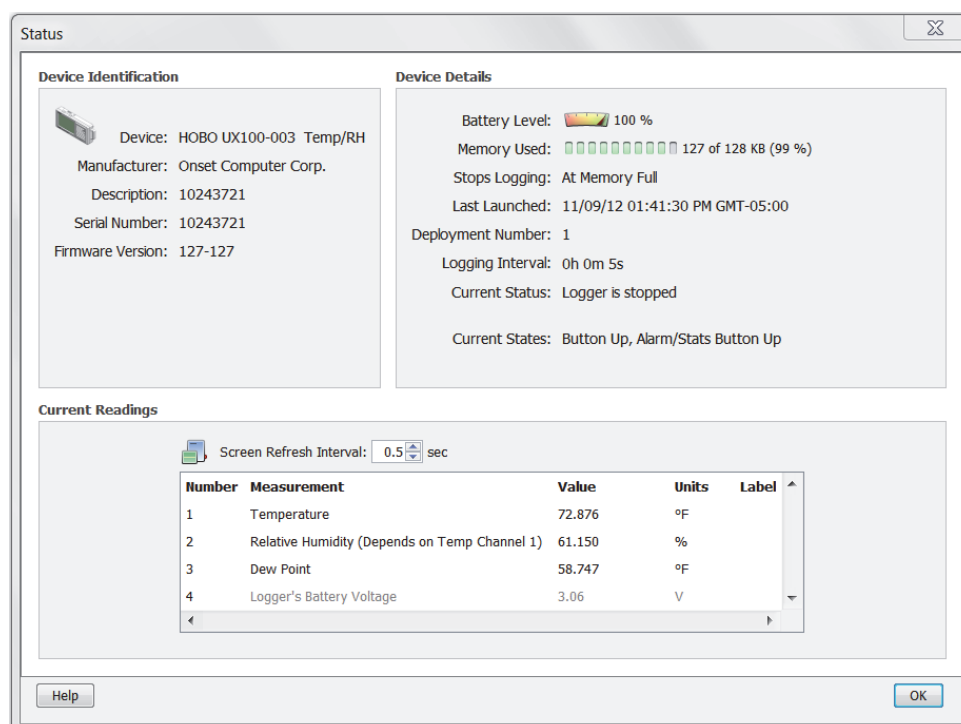 Status
Device Identification
Device: HOBO UX100-003 Temp/RH
Manufacturer: Onset Computer Corp.
Description: 10243721
Serial Number: 10243721
Firmware Version: 127-127
Device Details
Battery Level: 100 %
Memory Used: 127 of 128 KB (99 %)
Stops Logging: At Memory Full
Last Launched: 11/09/12 01:41:30 PM GMT-05:00
Deployment Number: 1
Logging Interval: 0h 0m 5s
Current Status: Logger is stopped
Current States: Button Up, Alarm/Stats Button Up
Current Readings
Screen Refresh Interval: 0.5 sec
Number Measurement Value Units Label
1 Temperature 72.876 °F
2 Relative Humidity (Depends on Temp Channel 1) 61.150 %
3 Dew Point 58.747 °F
4 Logger's Battery Voltage 3.06 V
Help OK